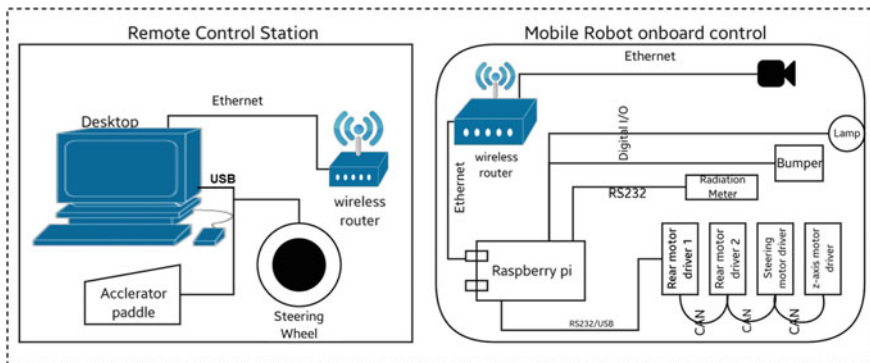 Remote Control Station
Desktop
Ethernet
USB
wireless
router
Acclerator
paddle
Steering
Wheel
Mobile Robot onboard control
Ethernet
wireless
router
Ethernet
Digital I/O
Lamp
Bumper
RS232
Radiation
Meter
Raspberry pi
RS232/USB
Rear motor
driver 1
Rear motor
driver 2
Steering
motor driver
z-axis motor
driver
CAN
CAN
CAN